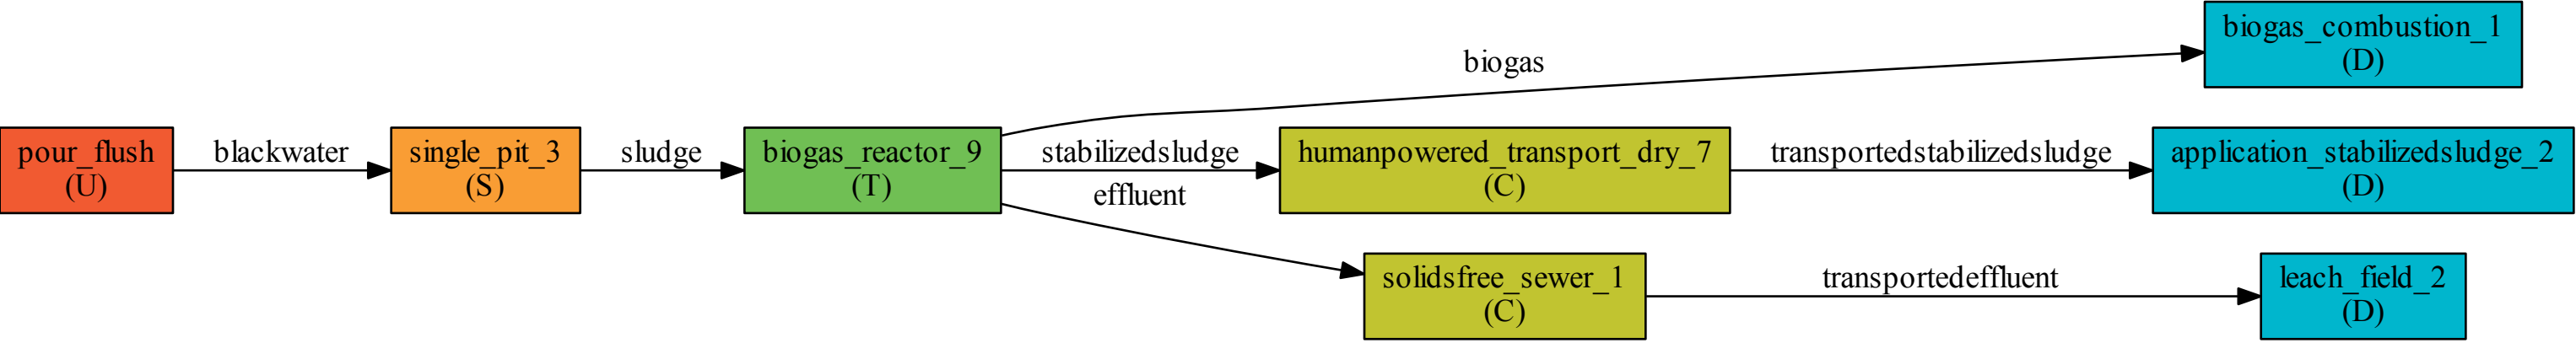 pour_flush
(U)
blackwater
single_pit_3
(S)
sludge
biogas_reactor_9
(T)
biogas
biogas_combustion_1
(D)
stabilizedsludge
humanpowered_transport_dry_7
(C)
transportedstabilizedsludge
application_stabilizedsludge_2
(D)
effluent
solidsfree_sewer_1
(C)
transportedeffluent
leach_field_2
(D)